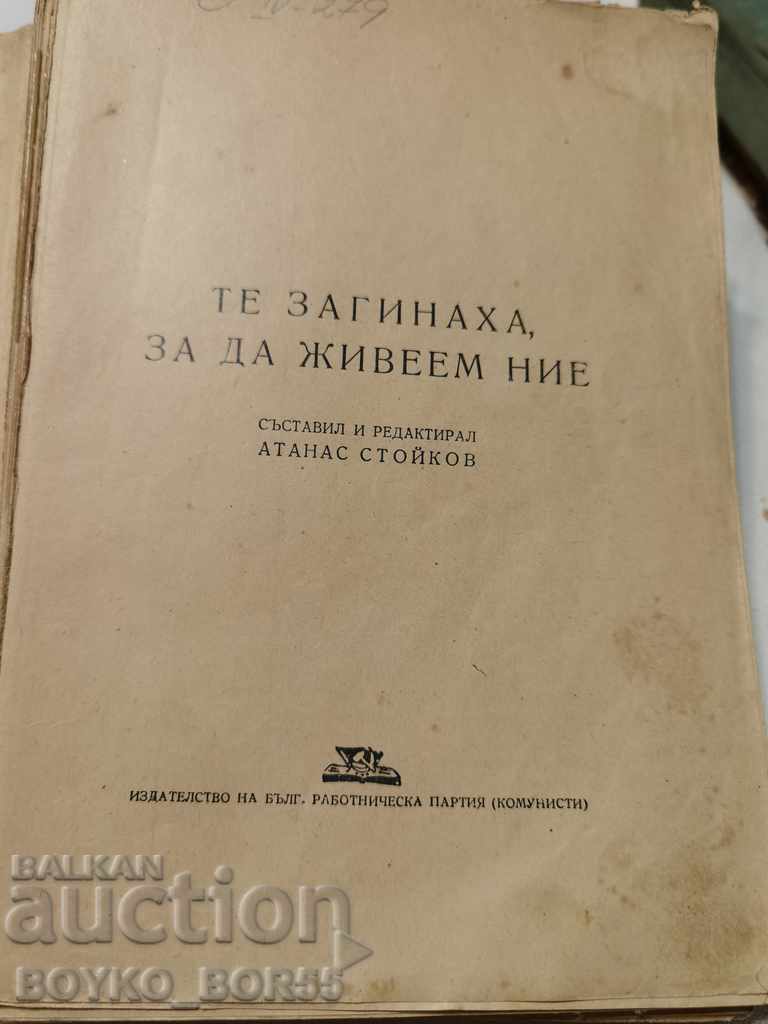 ТЕ ЗАГИНАХА,
ЗА ДА ЖИВЕЕМ НИЕ
СЪСТАВИЛ И РЕДАКТИРАЛ
АТАНАС СТОЙКОВ
ИЗДАТЕЛСТВО НА БЪЛГ. РАБОТНИЧЕСКА ПАРТИЯ (КОМУНИСТИ)
BALKAN
auction
BOYKO_BOR55